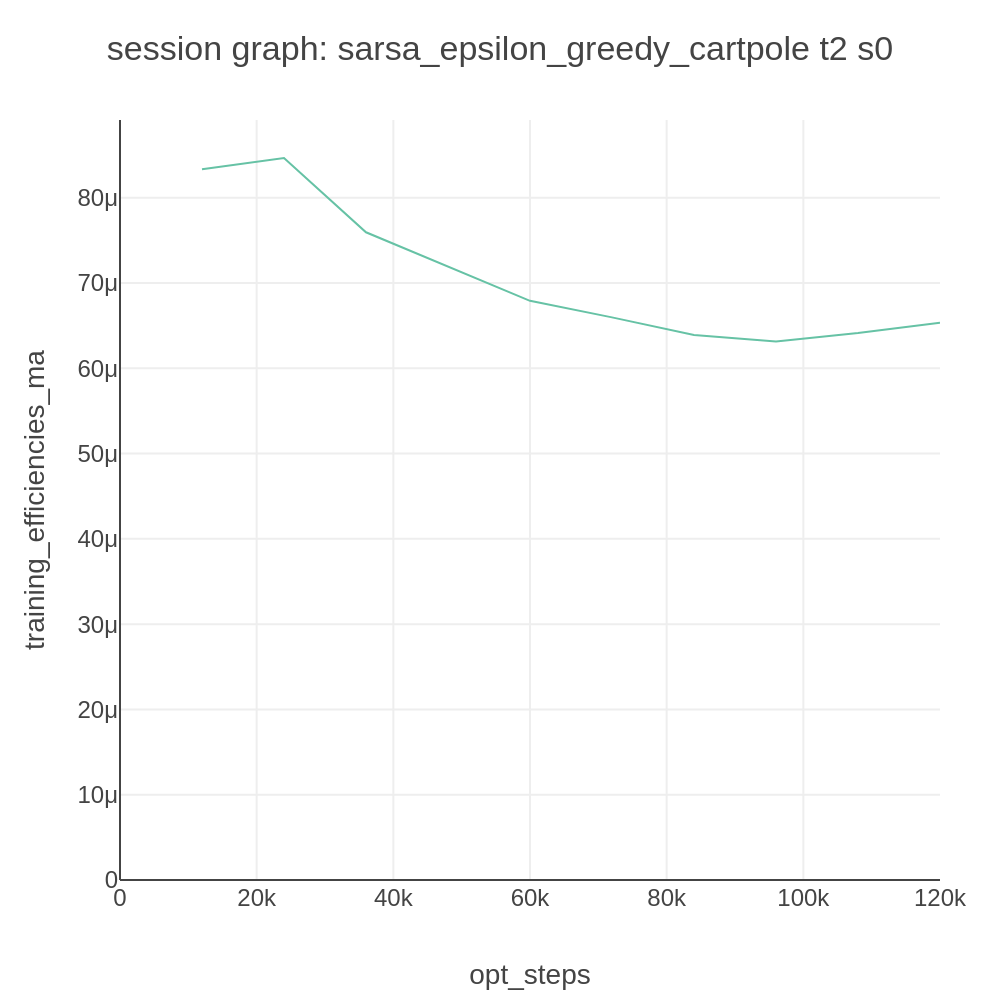 session graph: sarsa_epsilon_greedy_cartpole t2 s0
training_efficiencies_ma
80μ
70μ
60μ
50μ
40μ
30μ
20μ
10μ
0
0
20k
40k
60k
80k
100k
120k
opt_steps